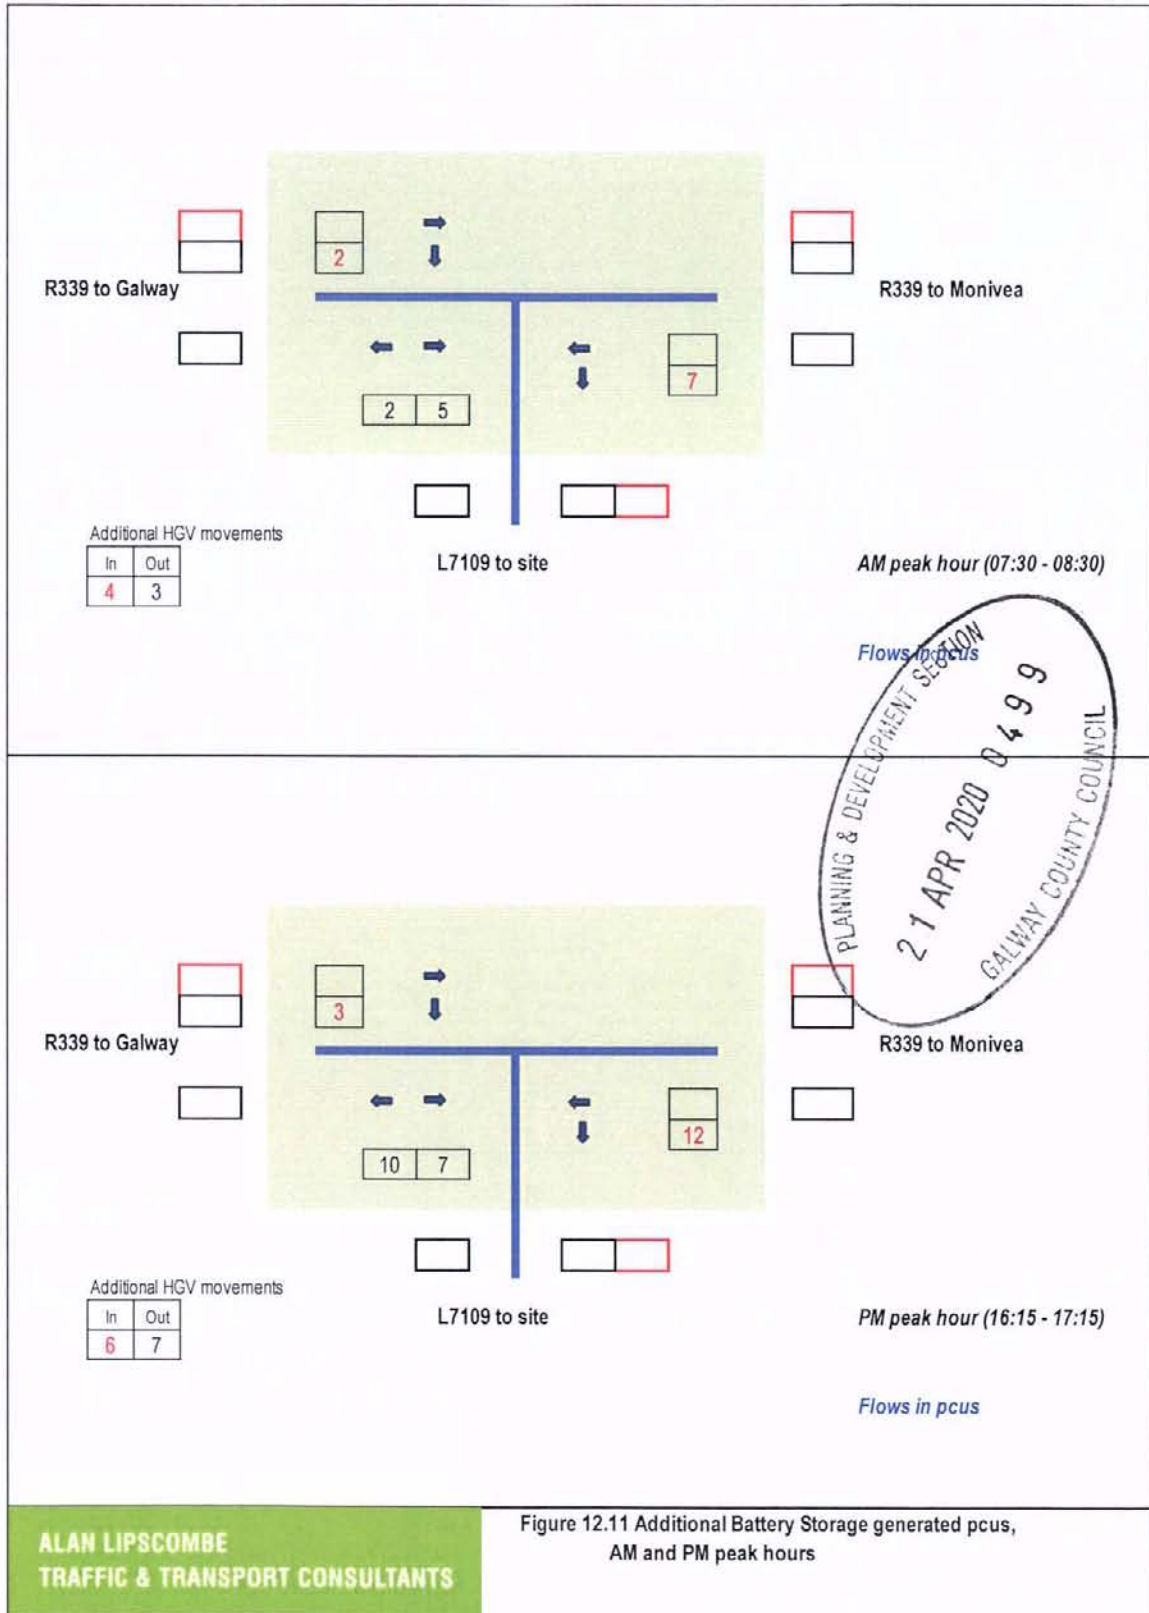 2
R339 to Galway
R339 to Monivea
7
2 5
Additional HGV movements
In Out
4 3
L7109 to site
AM peak hour (07:30 - 08:30)
Flows in pcus
PLANNING & DEVELOPMENT SECTION
21 APR 2020 0499
GALWAY COUNTY COUNCIL
3
R339 to Galway
R339 to Monivea
12
10 7
Additional HGV movements
In Out
6 7
L7109 to site
PM peak hour (16:15 - 17:15)
Flows in pcus
ALAN LIPSCOMBE
TRAFFIC & TRANSPORT CONSULTANTS
Figure 12.11 Additional Battery Storage generated pcus,
AM and PM peak hours